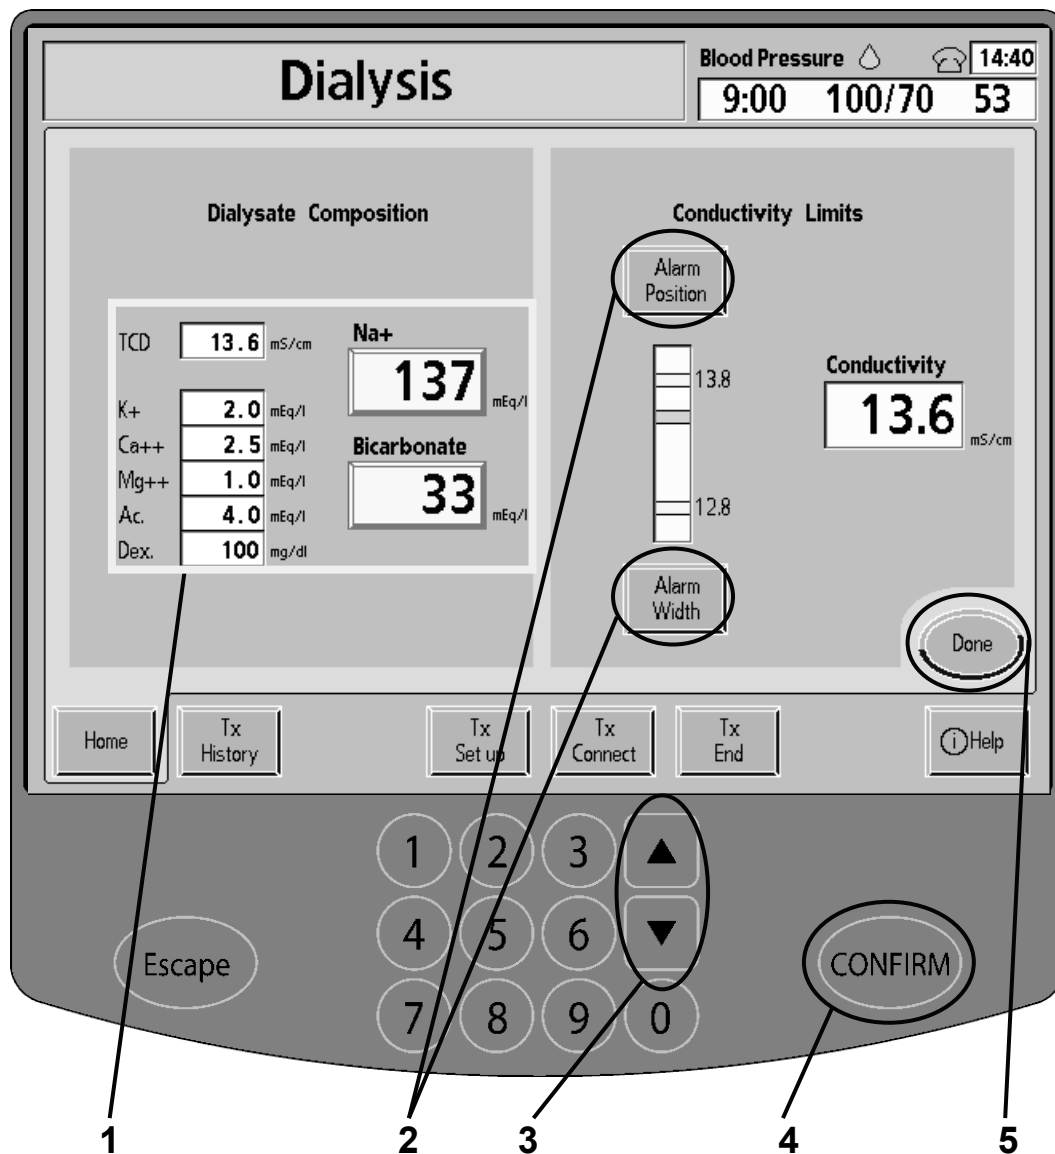 Dialysis
Blood Pressure
14:40
9:00 100/70 53
Dialysate Composition
TCD 13.6 mS/cm
K+ 2.0 mEq/l
Ca++ 2.5 mEq/l
Mg++ 1.0 mEq/l
Ac. 4.0 mEq/l
Dex. 100 mg/dl
Na+
137 mEq/l
Bicarbonate
33 mEq/l
Conductivity Limits
Alarm
Position
13.8
12.8
Alarm
Width
Conductivity
13.6 mS/cm
Done
Home
Tx
History
Tx
Set up
Tx
Connect
Tx
End
i Help
1 2 3 ▲
4 5 6 ▼
7 8 9 0
Escape
CONFIRM
1 2 3 4 5